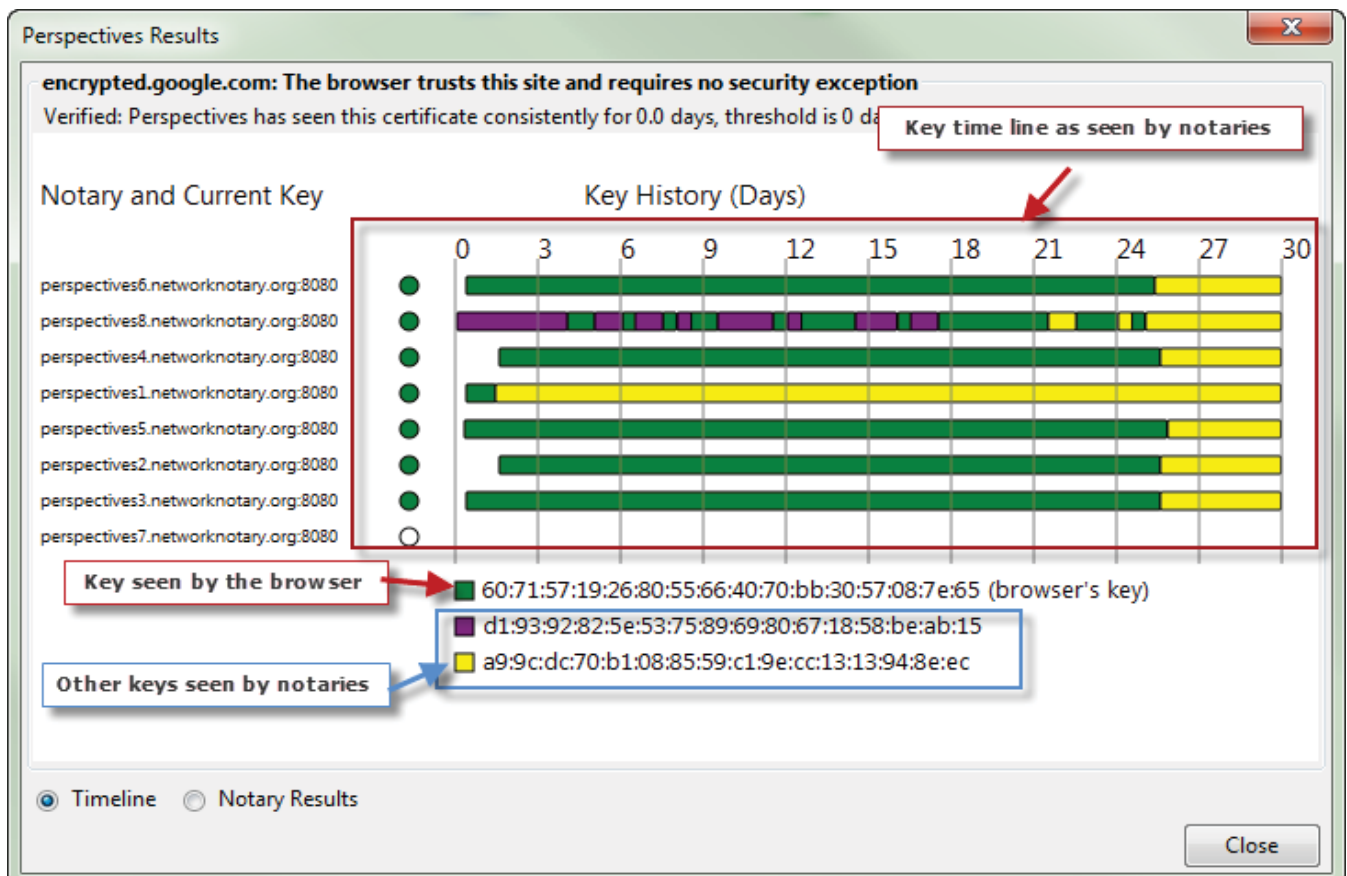 Perspectives Results
x
encrypted.google.com: The browser trusts this site and requires no security exception
Verified: Perspectives has seen this certificate consistently for 0.0 days, threshold is 0 da
Key time line as seen by notaries
Notary and Current Key
Key History (Days)
0 3 6 9 12 15 18 21 24 27 30
perspectives6.networknotary.org:8080
perspectives8.networknotary.org:8080
perspectives4.networknotary.org:8080
perspectives1.networknotary.org:8080
perspectives5.networknotary.org:8080
perspectives2.networknotary.org:8080
perspectives3.networknotary.org:8080
perspectives7.networknotary.org:8080
Key seen by the browser
60:71:57:19:26:80:55:66:40:70:bb:30:57:08:7e:65 (browser's key)
d1:93:92:82:5e:53:75:89:69:80:67:18:58:be:ab:15
a9:9c:dc:70:b1:08:85:59:c1:9e:cc:13:13:94:8e:ec
Other keys seen by notaries
Timeline Notary Results
Close